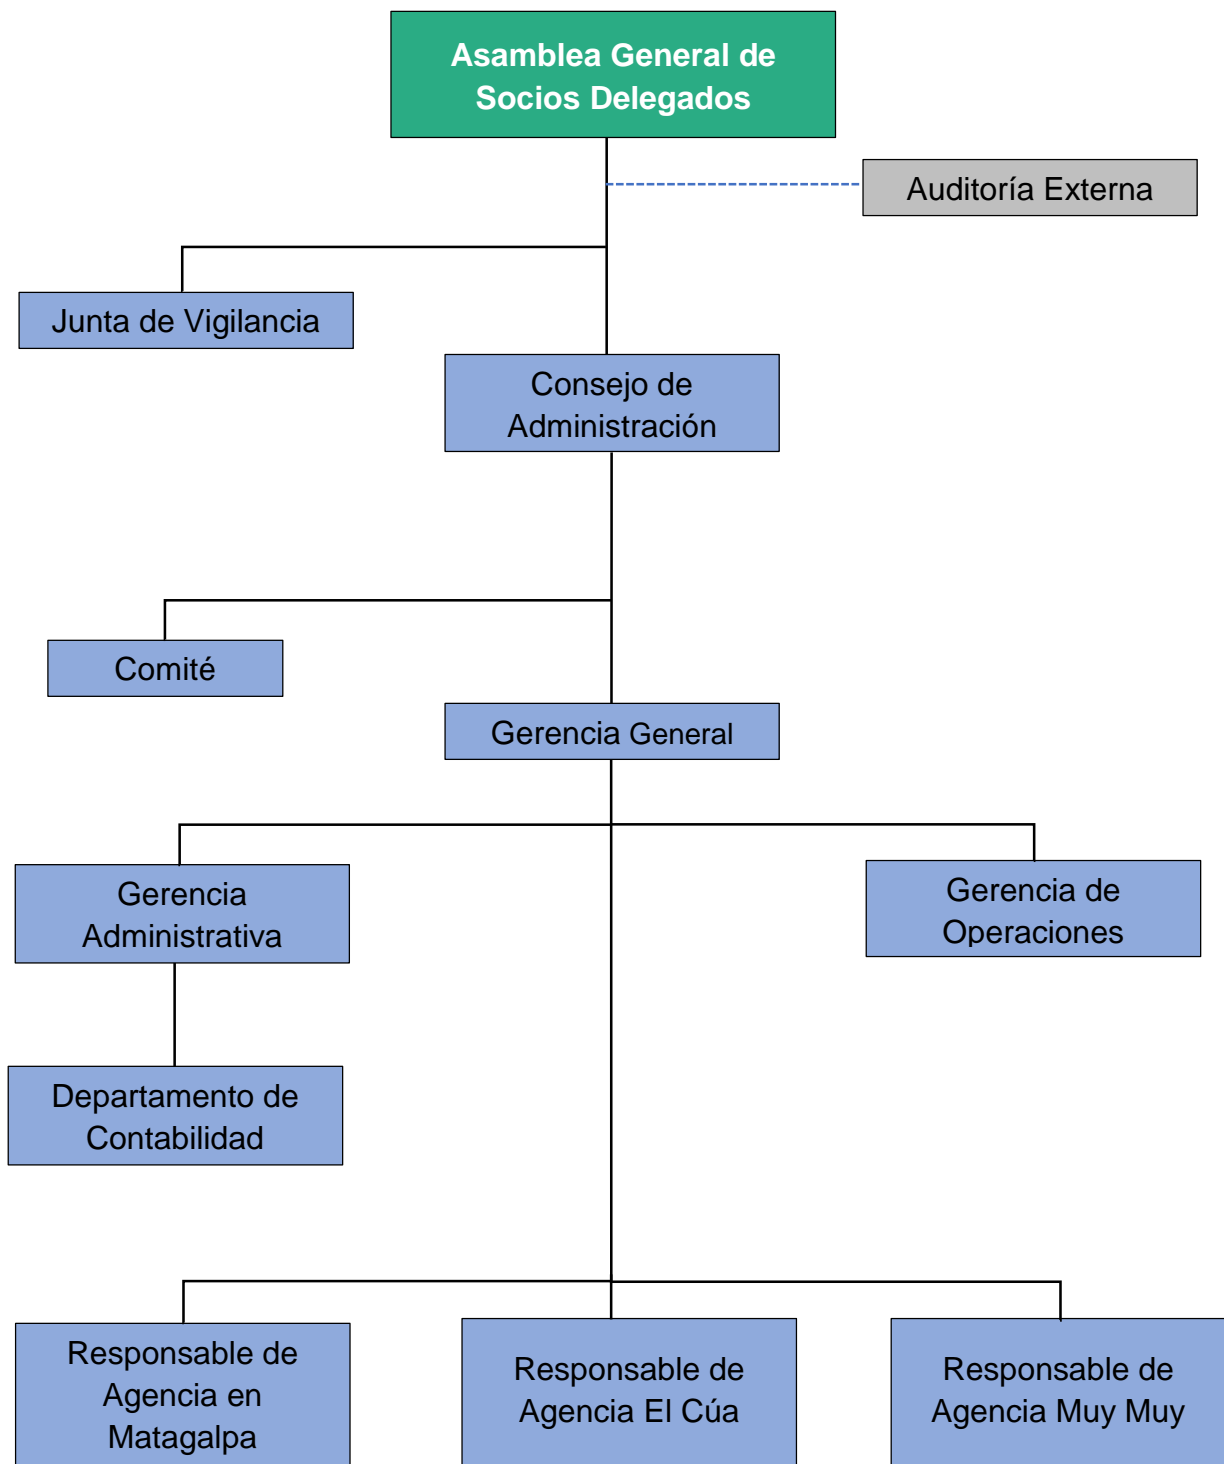 Asamblea General de
Socios Delegados
Auditoría Externa
Junta de Vigilancia
Consejo de
Administración
Comité
Gerencia General
Gerencia
Administrativa
Gerencia de
Operaciones
Departamento de
Contabilidad
Responsable de
Agencia en
Matagalpa
Responsable de
Agencia El Cúa
Responsable de
Agencia Muy Muy